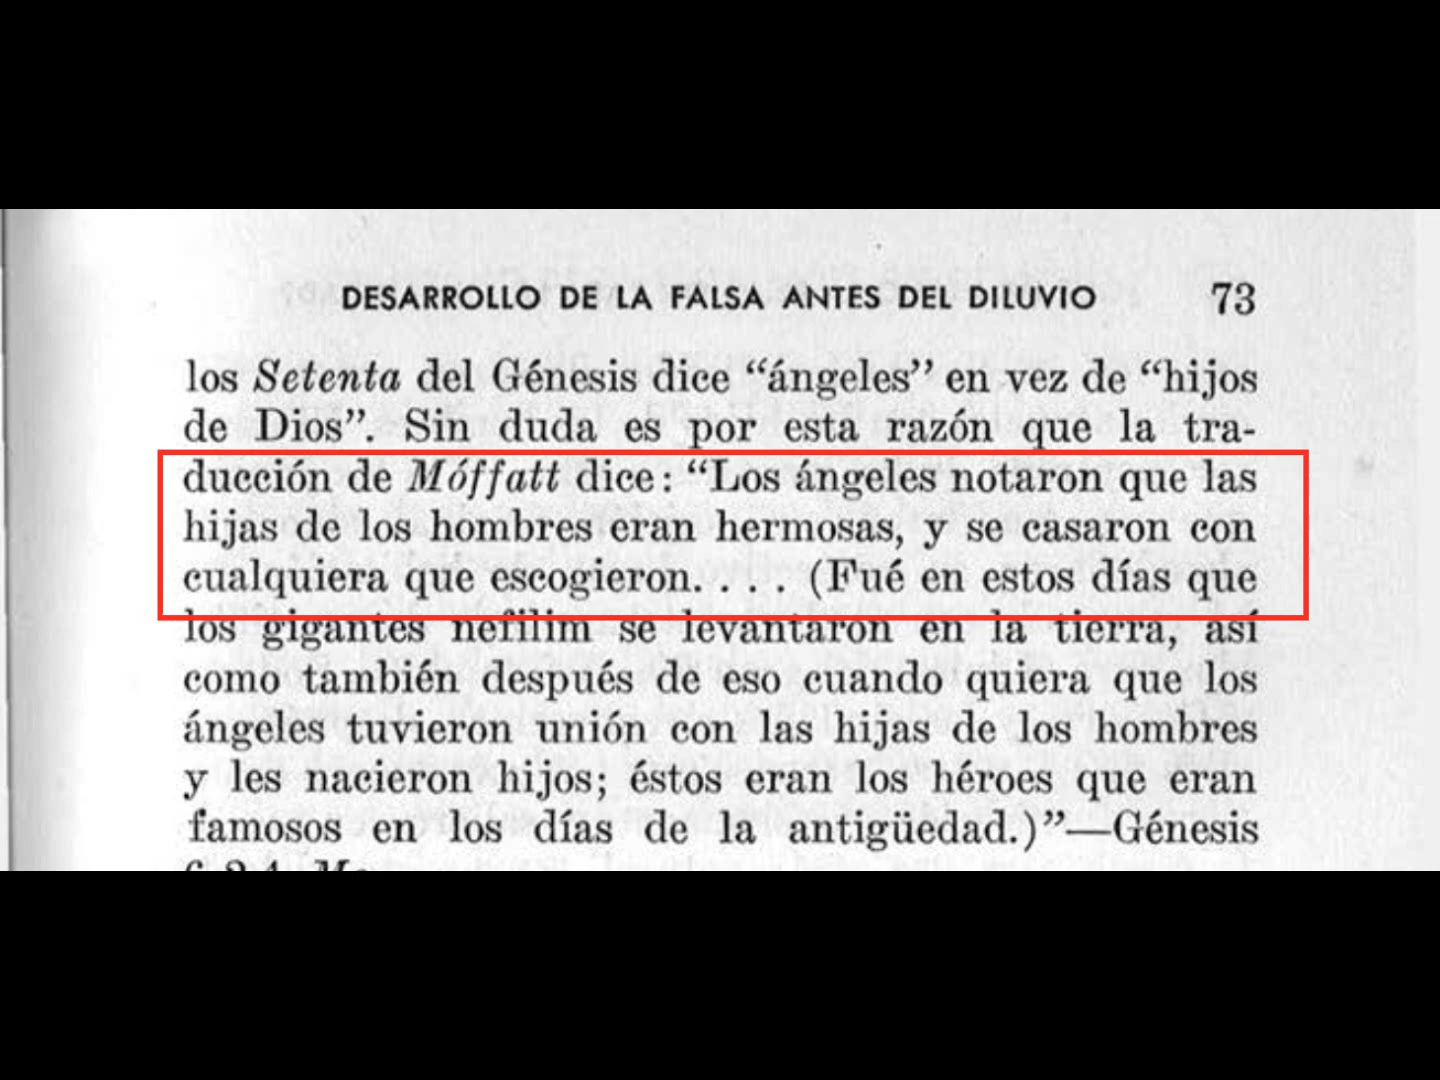 DESARROLLO DE LA FALSA ANTES DEL DILUVIO 73
los Setenta del Génesis dice “ángeles” en vez de “hijos
de Dios”. Sin duda es por esta razón que la tra-
ducción de Móffatt dice: “Los ángeles notaron que las
hijas de los hombres eran hermosas, y se casaron con
cualquiera que escogieron. . . . (Fué en estos días que
los gigantes nefilim se levantaron en la tierra, así
como también después de eso cuando quiera que los
ángeles tuvieron unión con las hijas de los hombres
y les nacieron hijos; éstos eran los héroes que eran
famosos en los días de la antigüedad.)”—Génesis